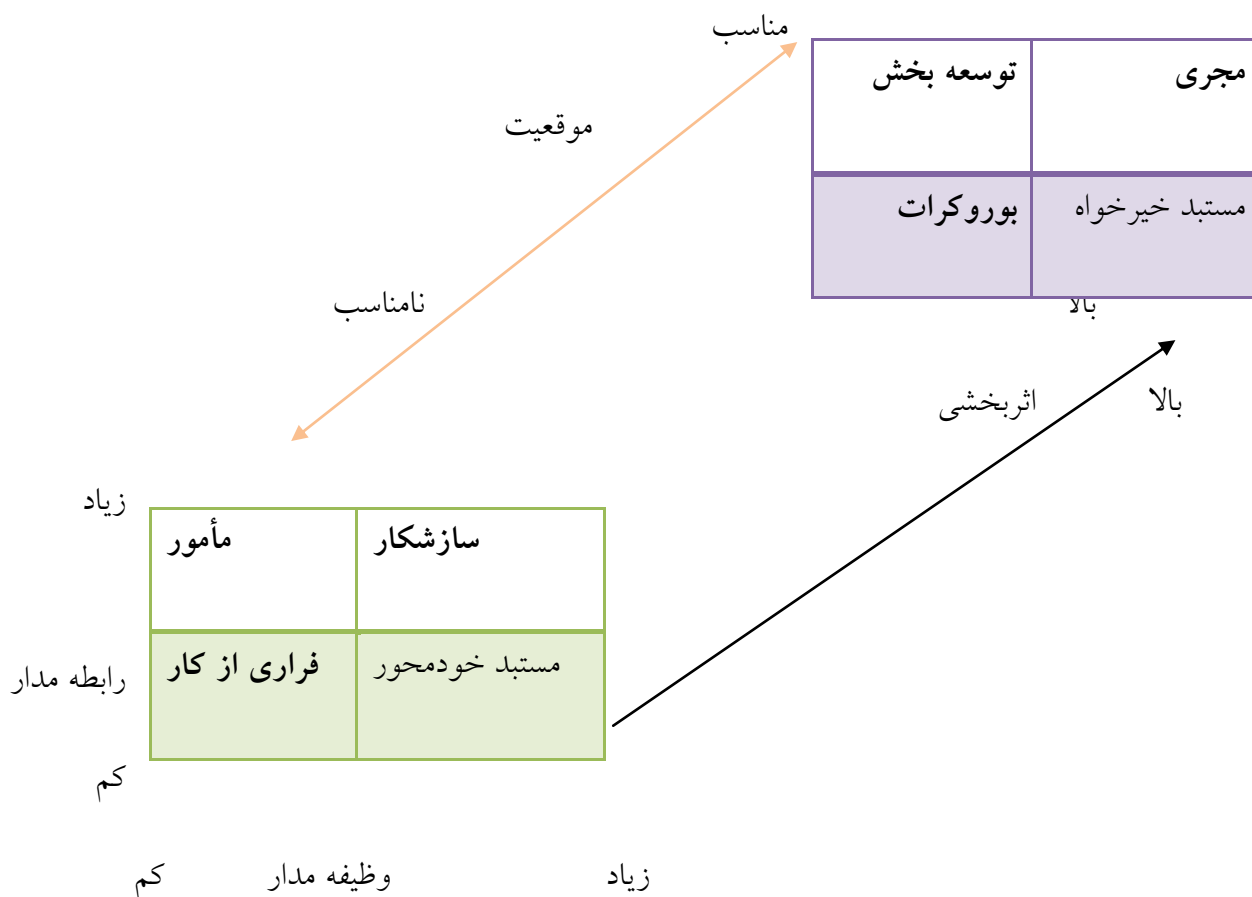 مناسب
مجری
توسعه بخش
موقعیت
مستبد خیرخواه
بوروکرات
نامناسب
بالا
اثربخشی
بالا
زیاد
مأمور
سازشکار
رابطه مدار
فراری از کار
مستبد خودمحور
کم
زیاد
وظیفه مدار
کم